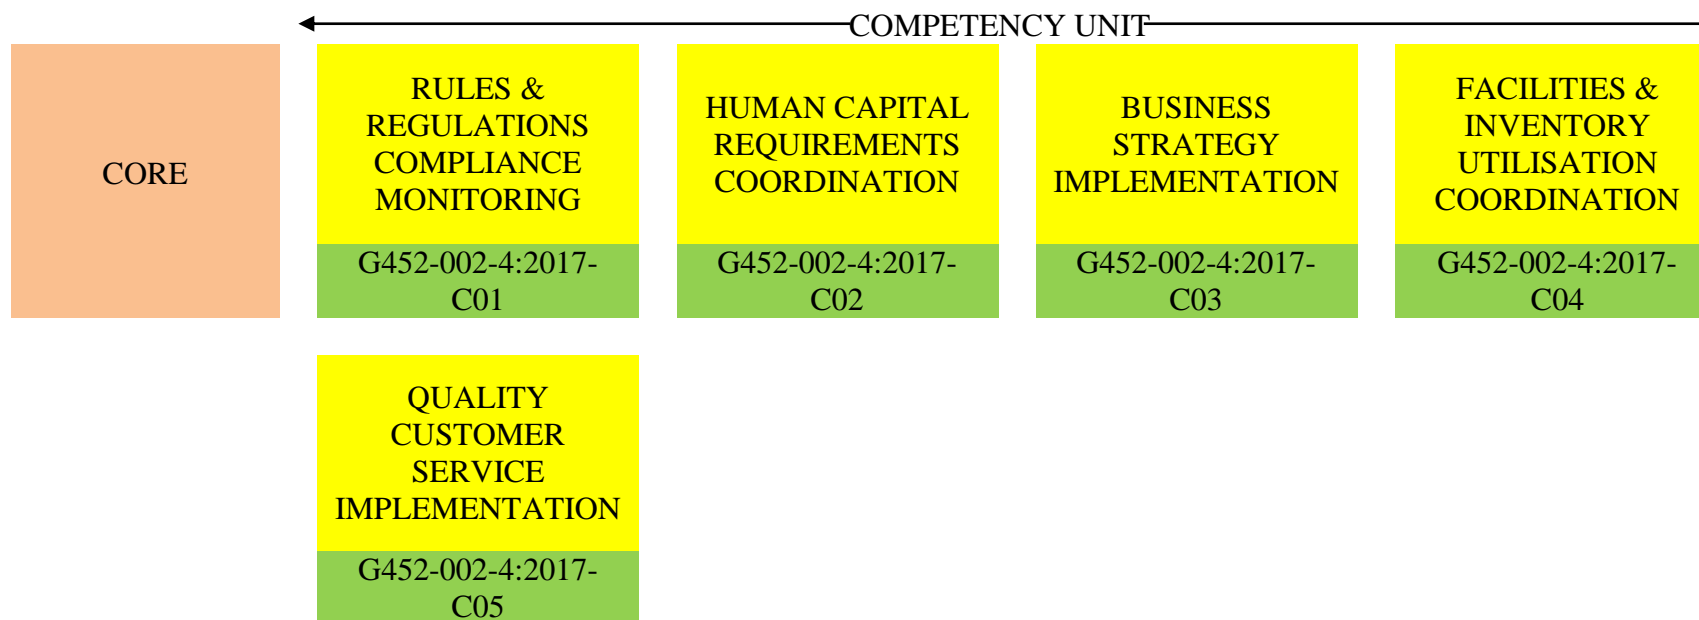 COMPETENCY UNIT
CORE
RULES &
REGULATIONS
COMPLIANCE
MONITORING
G452-002-4:2017-
C01
HUMAN CAPITAL
REQUIREMENTS
COORDINATION
G452-002-4:2017-
C02
BUSINESS
STRATEGY
IMPLEMENTATION
G452-002-4:2017-
C03
FACILITIES &
INVENTORY
UTILISATION
COORDINATION
G452-002-4:2017-
C04
QUALITY
CUSTOMER
SERVICE
IMPLEMENTATION
G452-002-4:2017-
C05